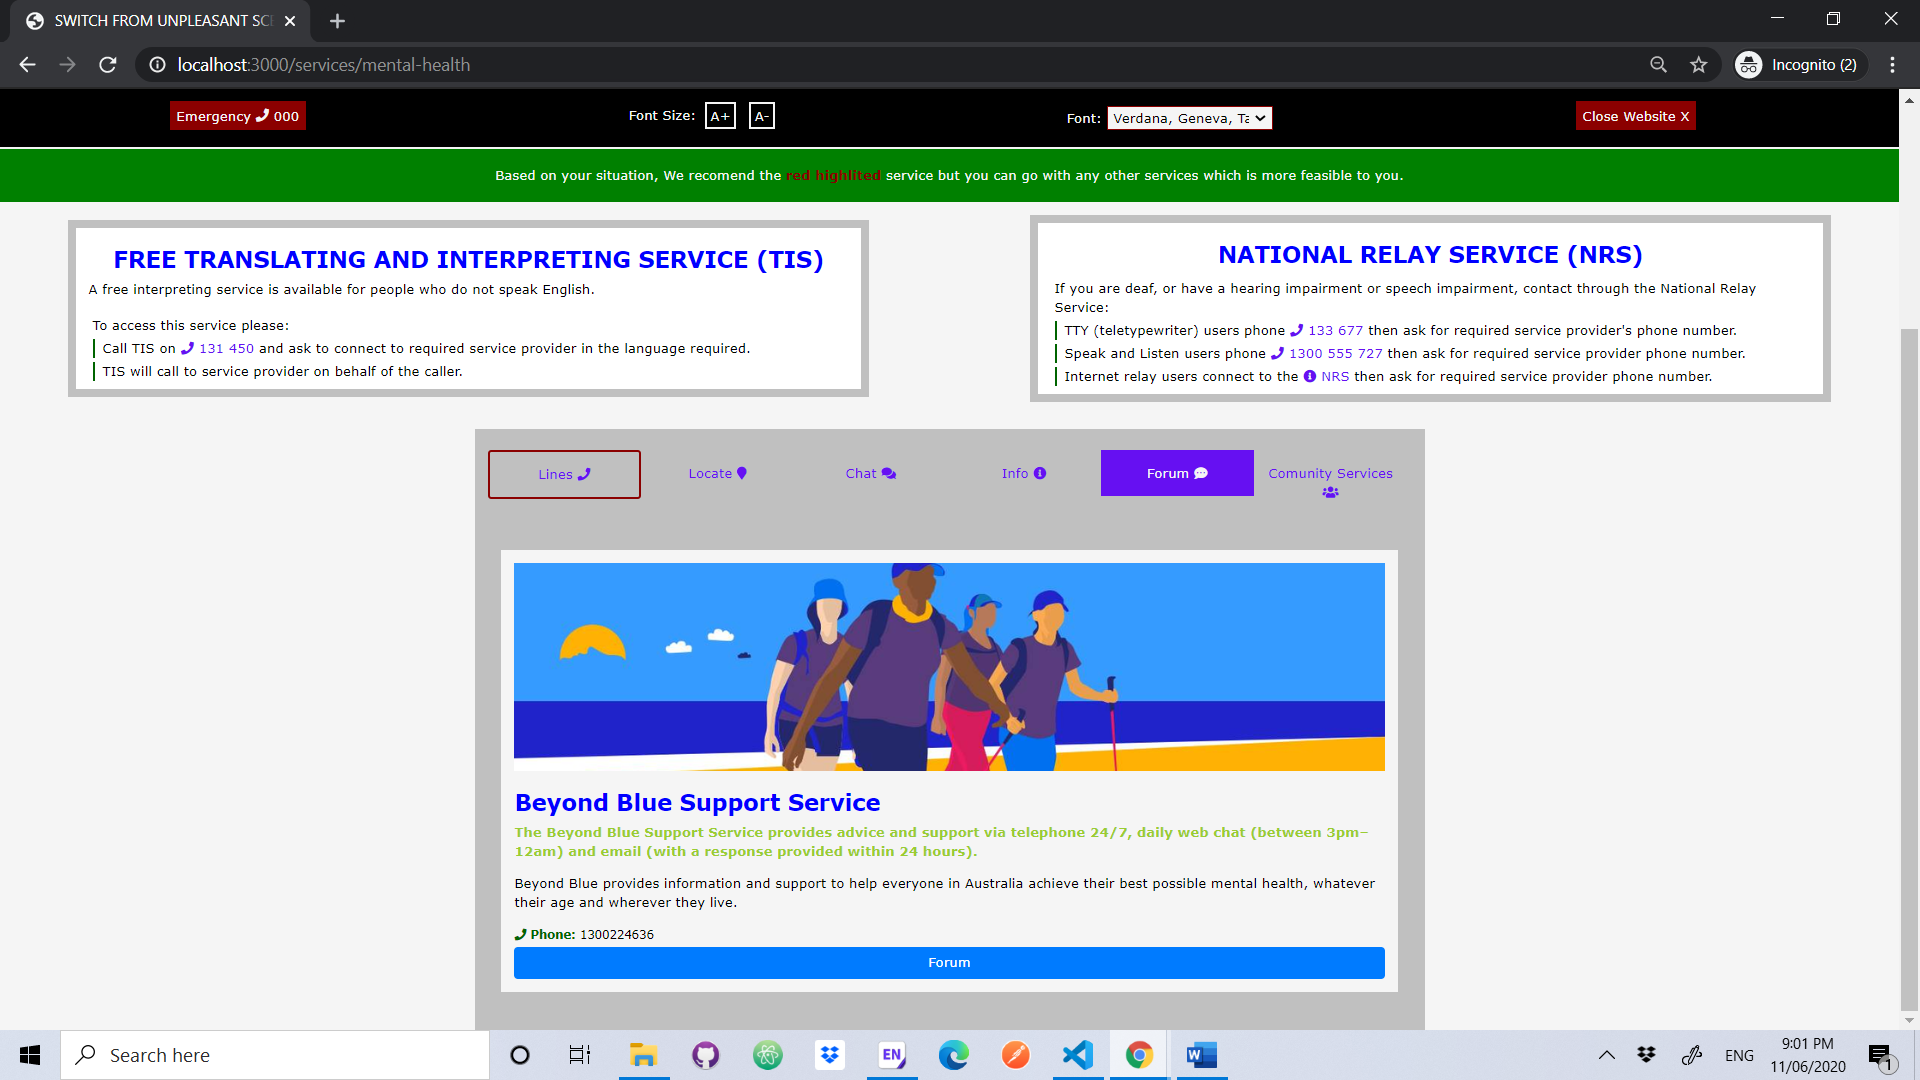 SWITCH FROM UNPLEASANT SCE
localhost:3000/services/mental-health
Incognito (2)
Emergency 000
Font Size: A+ A-
Font: Verdana, Geneva, Ta
Close Website X
Based on your situation, We recomend the red highlited service but you can go with any other services which is more feasible to you.
FREE TRANSLATING AND INTERPRETING SERVICE (TIS)
A free interpreting service is available for people who do not speak English.
To access this service please:
Call TIS on 131 450 and ask to connect to required service provider in the language required.
TIS will call to service provider on behalf of the caller.
NATIONAL RELAY SERVICE (NRS)
If you are deaf, or have a hearing impairment or speech impairment, contact through the National Relay
Service:
TTY (teletypewriter) users phone 133 677 then ask for required service provider's phone number.
Speak and Listen users phone 1300 555 727 then ask for required service provider phone number.
Internet relay users connect to the NRS then ask for required service provider phone number.
Lines
Locate
Chat
Info
Forum
Comunity Services
Beyond Blue Support Service
The Beyond Blue Support Service provides advice and support via telephone 24/7, daily web chat (between 3pm–
12am) and email (with a response provided within 24 hours).
Beyond Blue provides information and support to help everyone in Australia achieve their best possible mental health, whatever
their age and wherever they live.
Phone: 1300224636
Forum
Search here
EN
W
ENG
9:01 PM
11/06/2020
1